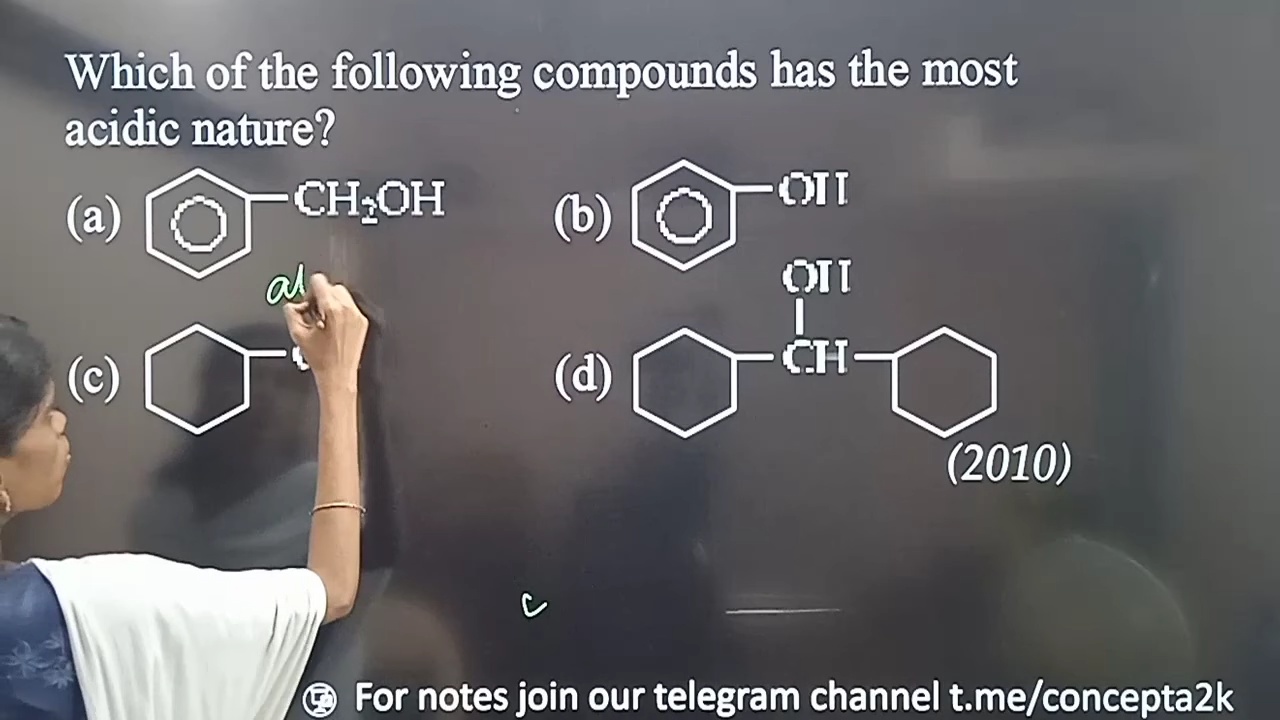 Which of the following compounds has the most
acidic nature?
(a) CH2OH
(b) OH
(c)
(d) OH
CH
(2010)
For notes join our telegram channel t.me/concepta2k